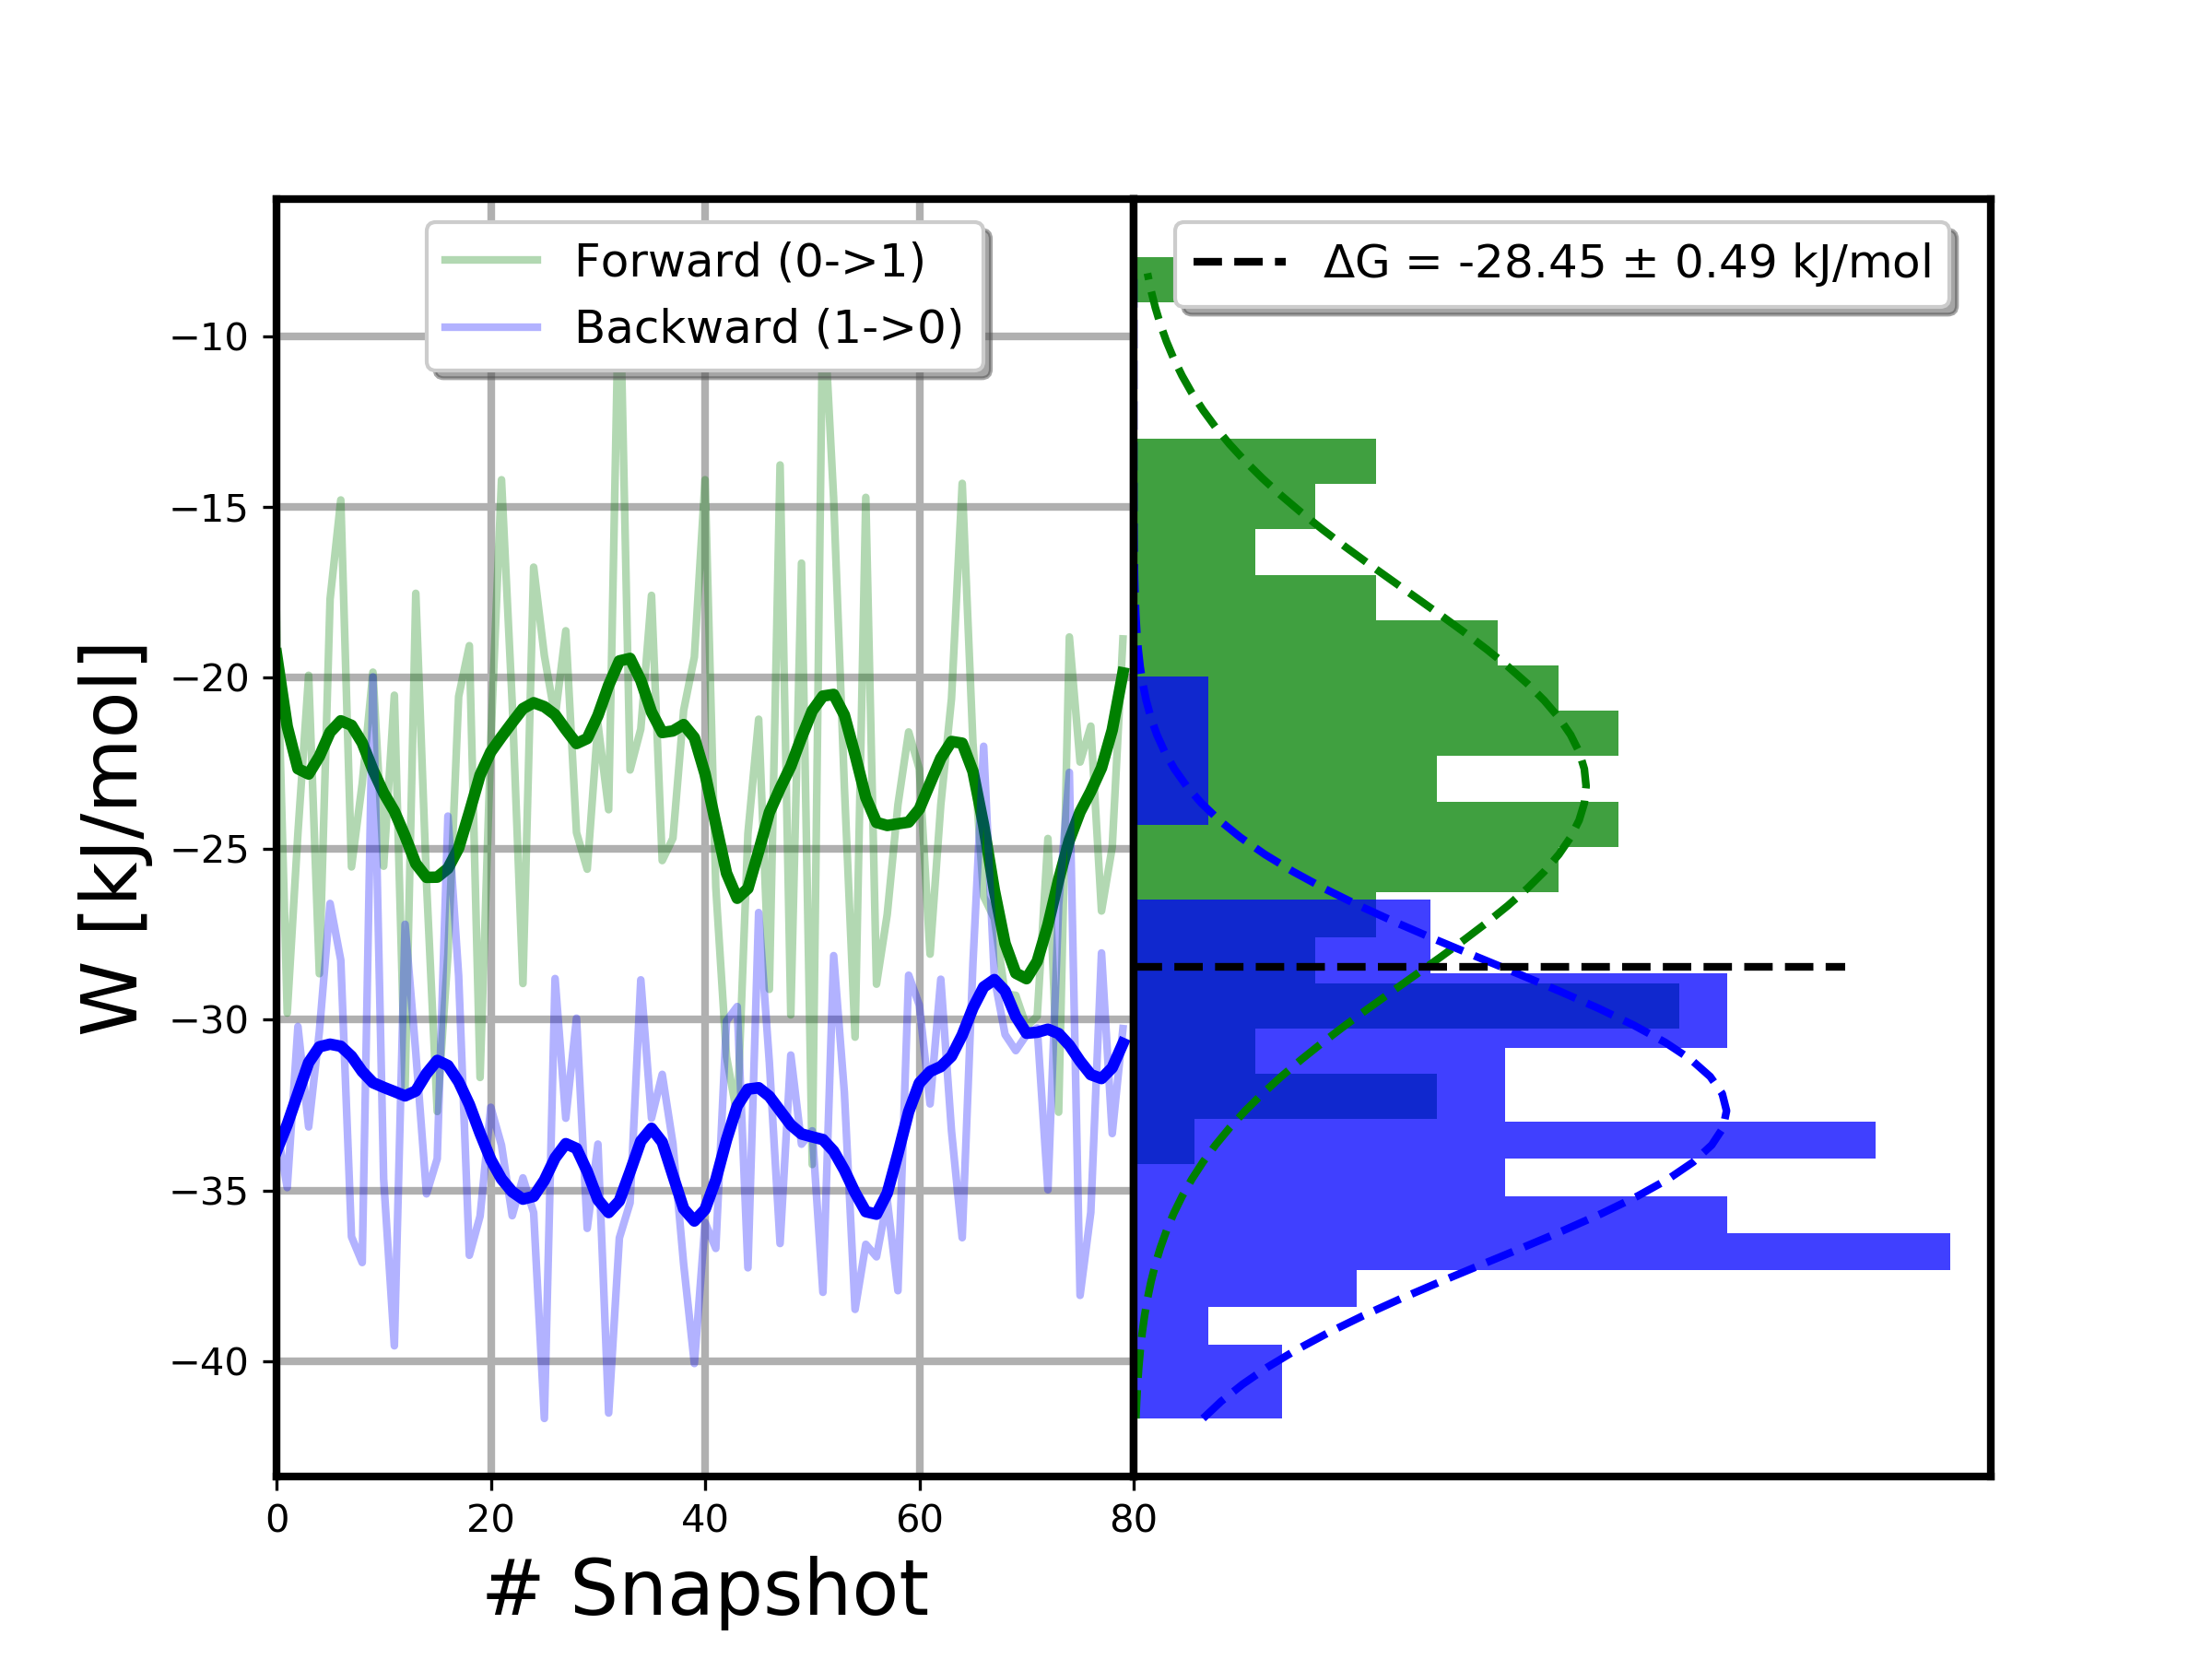 Forward (0->1)
Backward (1->0)
ΔG = -28.45 ± 0.49 kJ/mol
W [kJ/mol]
−10
−15
−20
−25
−30
−35
−40
0 20 40 60 80
# Snapshot